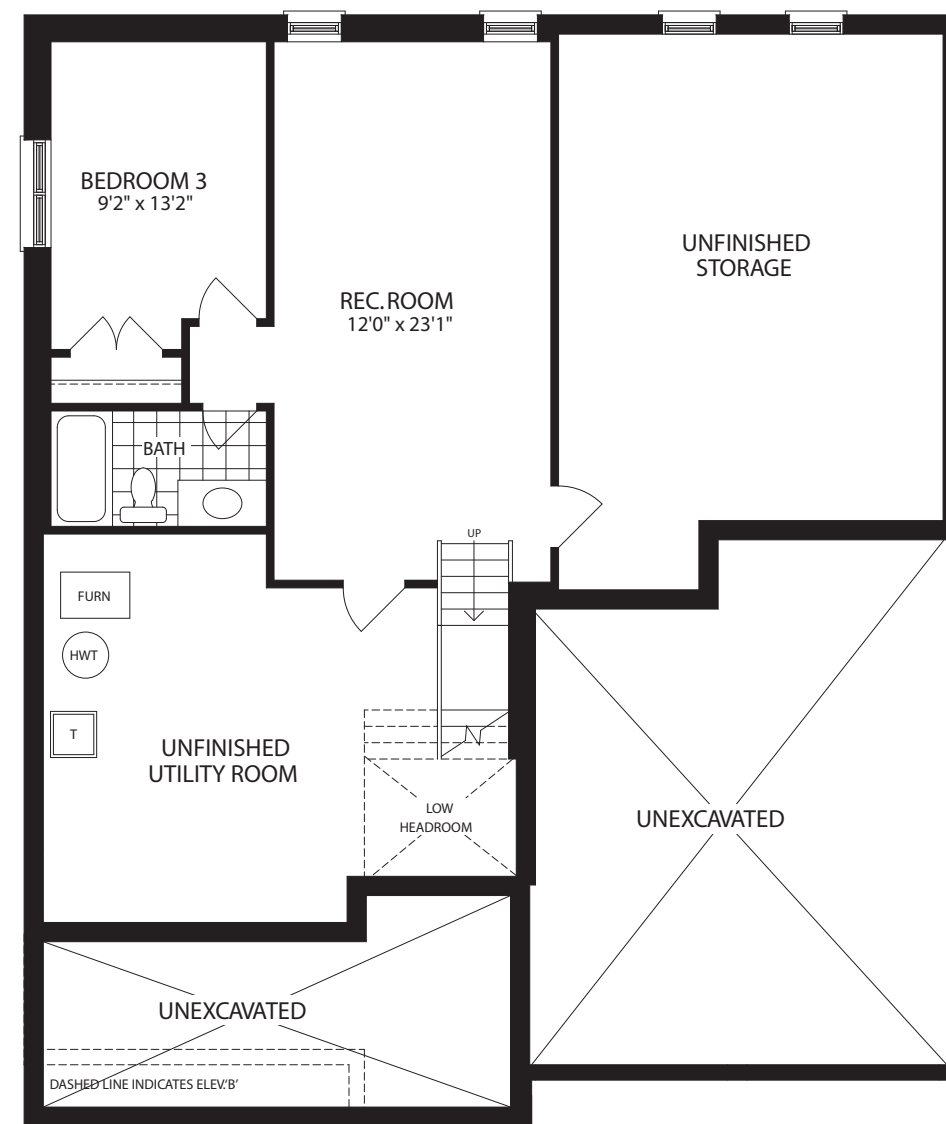 BEDROOM 3
9'2" x 13'2"
REC.ROOM
12'0" x 23'1"
UNFINISHED
STORAGE
BATH
UP
FURN
HWT
T
UNFINISHED
UTILITY ROOM
LOW
HEADROOM
UNEXCAVATED
UNEXCAVATED
DASHED LINE INDICATES ELEV.'B'